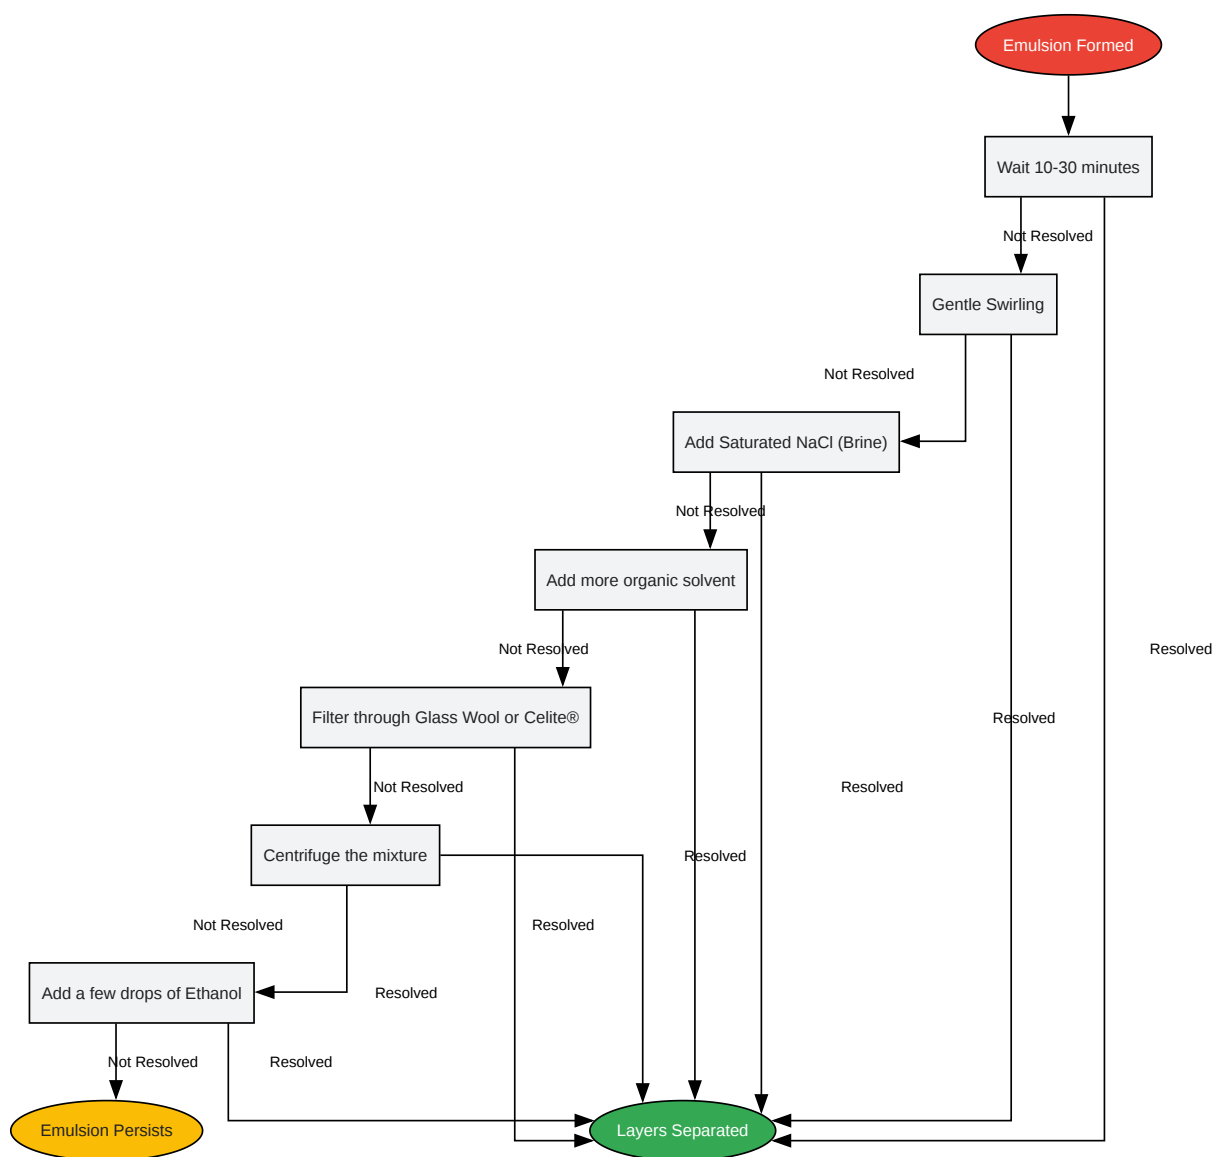 Emulsion Formed
Wait 10-30 minutes
Not Resolved
Gentle Swirling
Not Resolved
Add Saturated NaCl (Brine)
Not Resolved
Add more organic solvent
Not Resolved
Resolved
Filter through Glass Wool or Celite®
Resolved
Not Resolved
Resolved
Centrifuge the mixture
Resolved
Not Resolved
Resolved
Add a few drops of Ethanol
Resolved
Not Resolved
Resolved
Emulsion Persists
Layers Separated